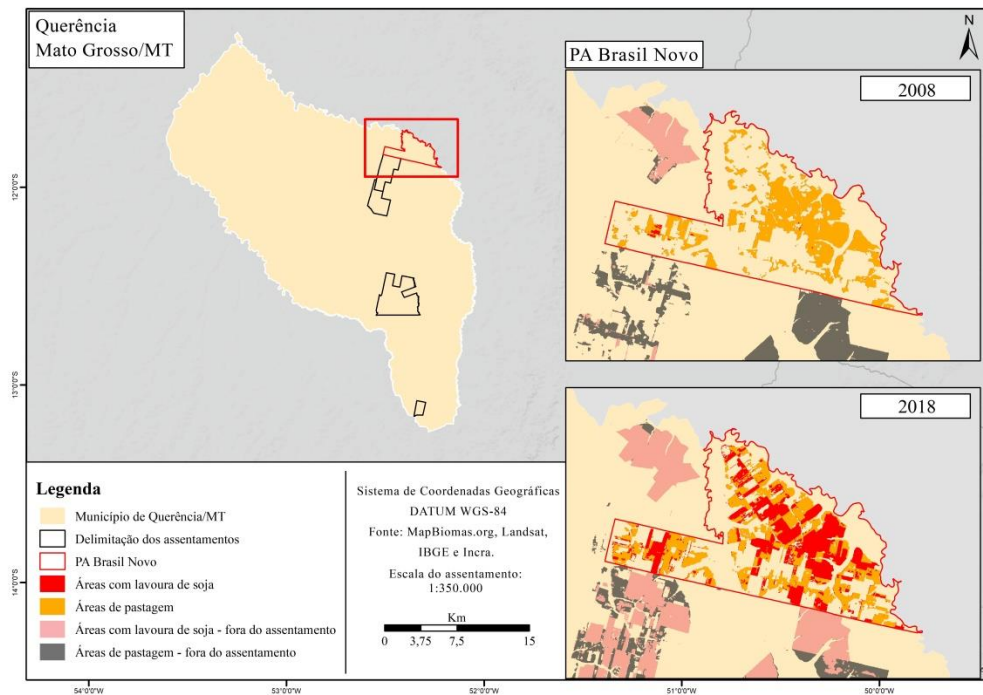 Querência
Mato Grosso/MT
N
PA Brasil Novo
2008
2018
12°0'0"S
13°0'0"S
14°0'0"S
Legenda
Município de Querência/MT
Delimitação dos assentamentos
PA Brasil Novo
Áreas com lavoura de soja
Áreas de pastagem
Áreas com lavoura de soja - fora do assentamento
Áreas de pastagem - fora do assentamento
Sistema de Coordenadas Geográficas
DATUM WGS-84
Fonte: MapBiomas.org, Landsat,
IBGE e Incra.
Escala do assentamento:
1:350.000
Km
0 3,75 7,5 15
54°0'0"W 53°0'0"W 52°0'0"W 51°0'0"W 50°0'0"W